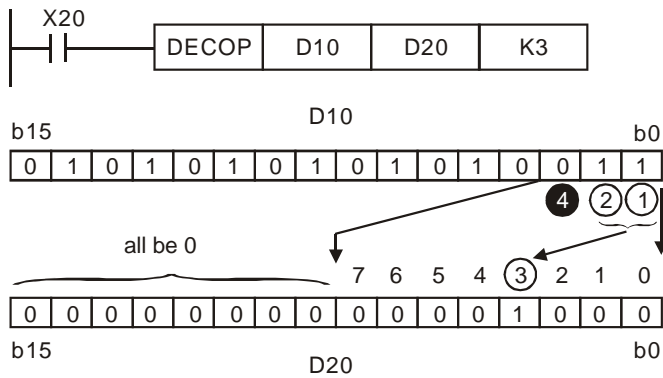 X20
DECOP D10 D20 K3
D10
b15 b0
0 1 0 1 0 1 0 1 0 1 0 1 0 0 1 1
4 2 1
all be 0
7 6 5 4 3 2 1 0
0 0 0 0 0 0 0 0 0 0 0 0 1 0 0 0
b15 b0
D20